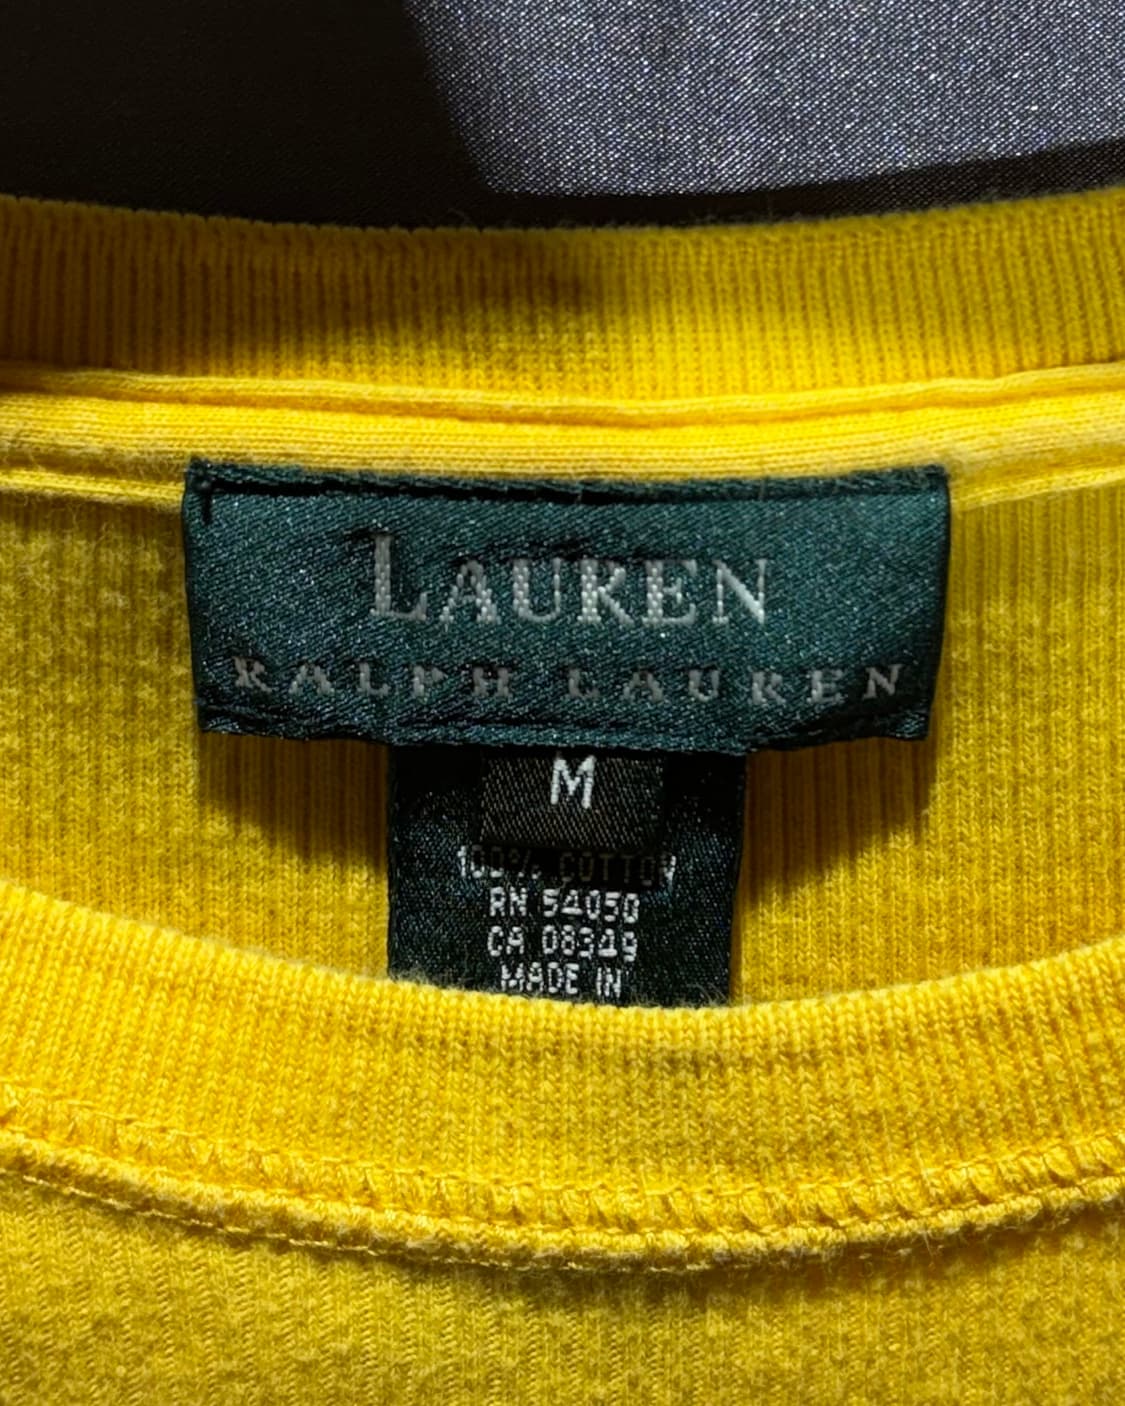 LAUREN
RALPH LAUREN
M
100% COTTON
RN 54050
CA 08349
MADE IN